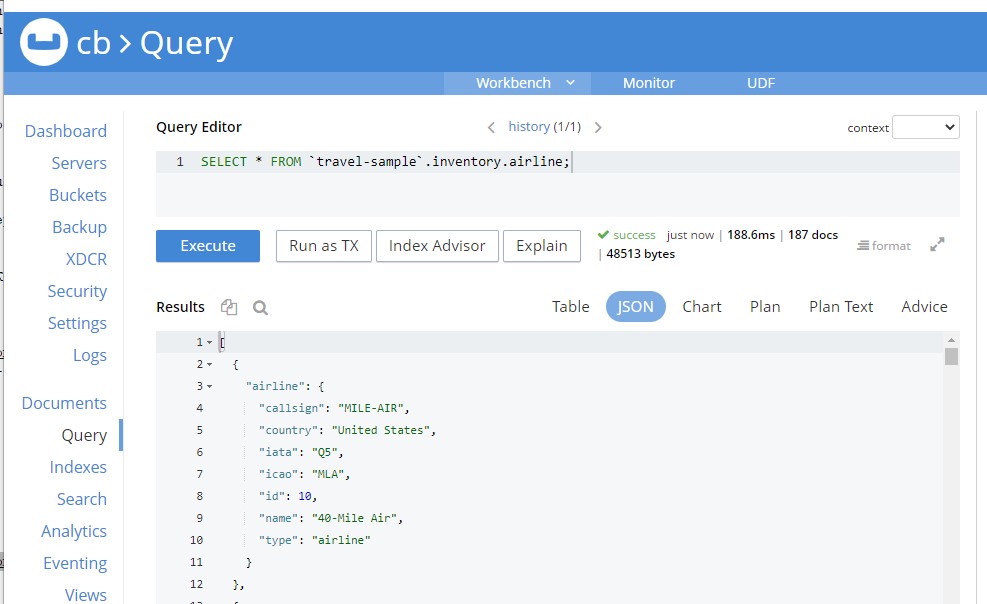 cb > Query
Workbench Monitor UDF
Dashboard
Servers
Buckets
Backup
XDCR
Security
Settings
Logs
Documents
Query
Indexes
Search
Analytics
Eventing
Views
Query Editor
history (1/1)
context
1 SELECT * FROM `travel-sample`.inventory.airline;
Execute
Run as TX
Index Advisor
Explain
success just now | 188.6ms | 187 docs
| 48513 bytes
format
Results
Table JSON Chart Plan Plan Text Advice
1 [
2 {
3 "airline": {
4 "callsign": "MILE-AIR",
5 "country": "United States",
6 "iata": "Q5",
7 "icao": "MLA",
8 "id": 10,
9 "name": "40-Mile Air",
10 "type": "airline"
11 }
12 },